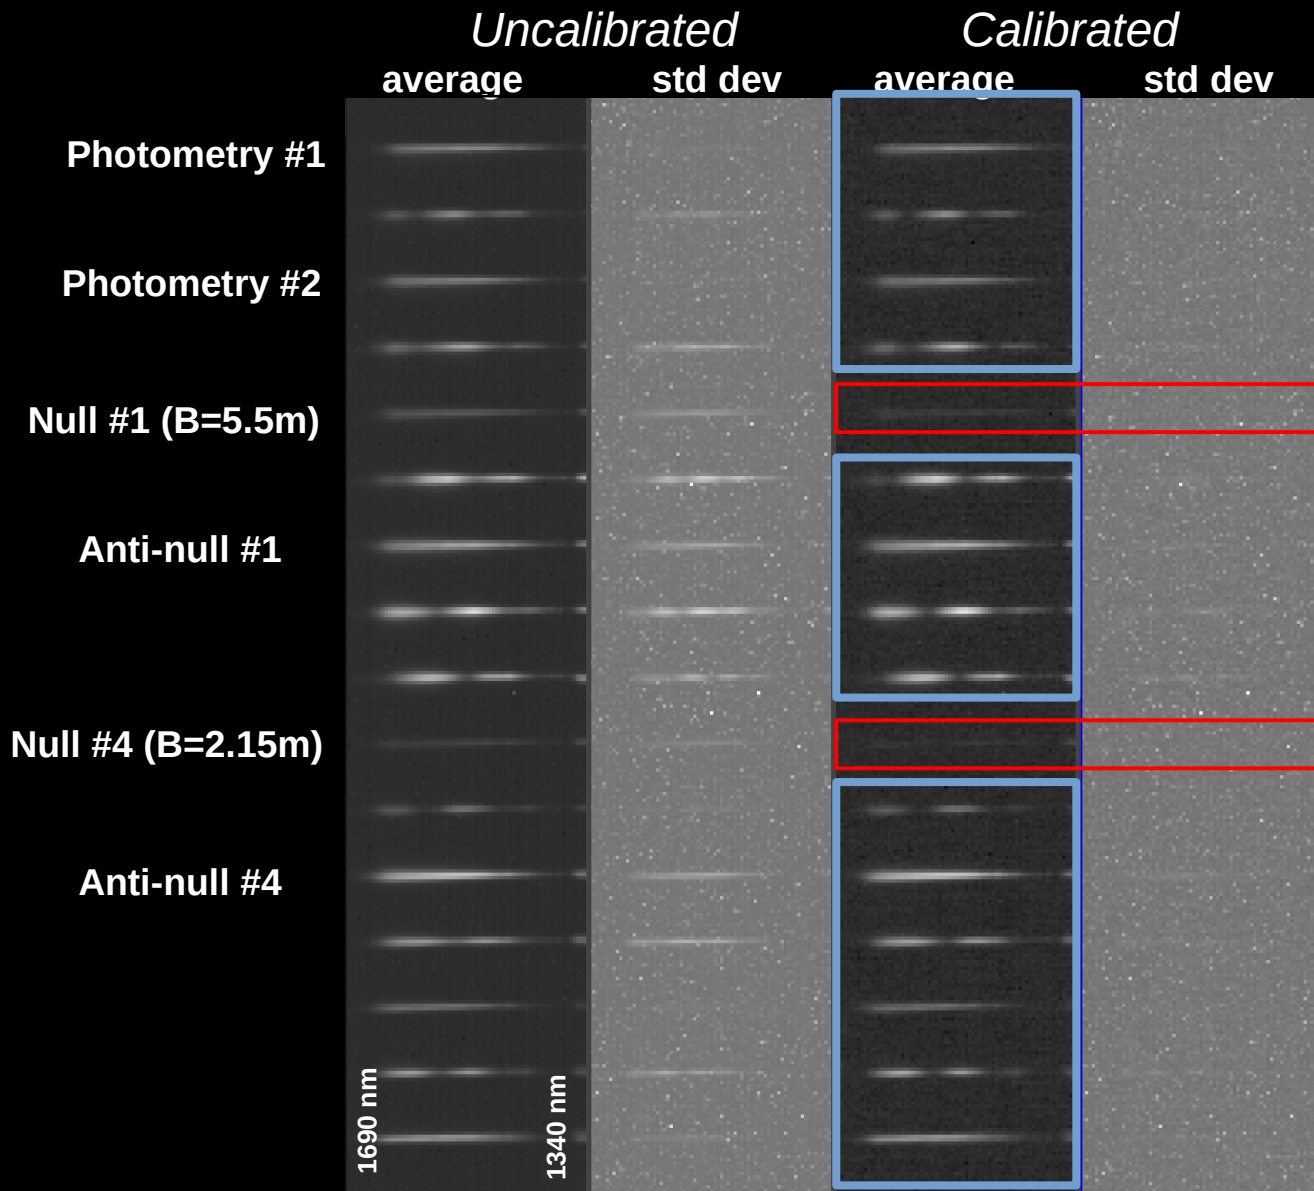 Uncalibrated Calibrated
average std dev average std dev
Photometry #1
Photometry #2
Null #1 (B=5.5m)
Anti-null #1
Null #4 (B=2.15m)
Anti-null #4
1690 nm
1340 nm